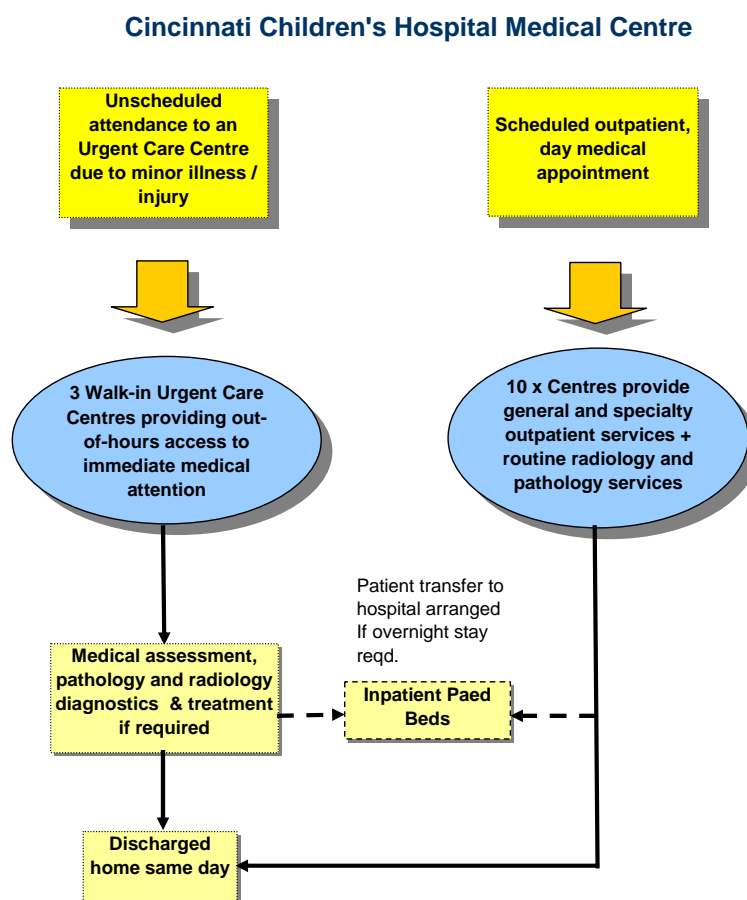 Cincinnati Children's Hospital Medical Centre
Unscheduled
attendance to an
Urgent Care Centre
due to minor illness /
injury
Scheduled outpatient,
day medical
appointment
3 Walk-in Urgent Care
Centres providing out-
of-hours access to
immediate medical
attention
10 x Centres provide
general and specialty
outpatient services +
routine radiology and
pathology services
Patient transfer to
hospital arranged
If overnight stay
reqd.
Medical assessment,
pathology and radiology
diagnostics & treatment
if required
Inpatient Paed
Beds
Discharged
home same day